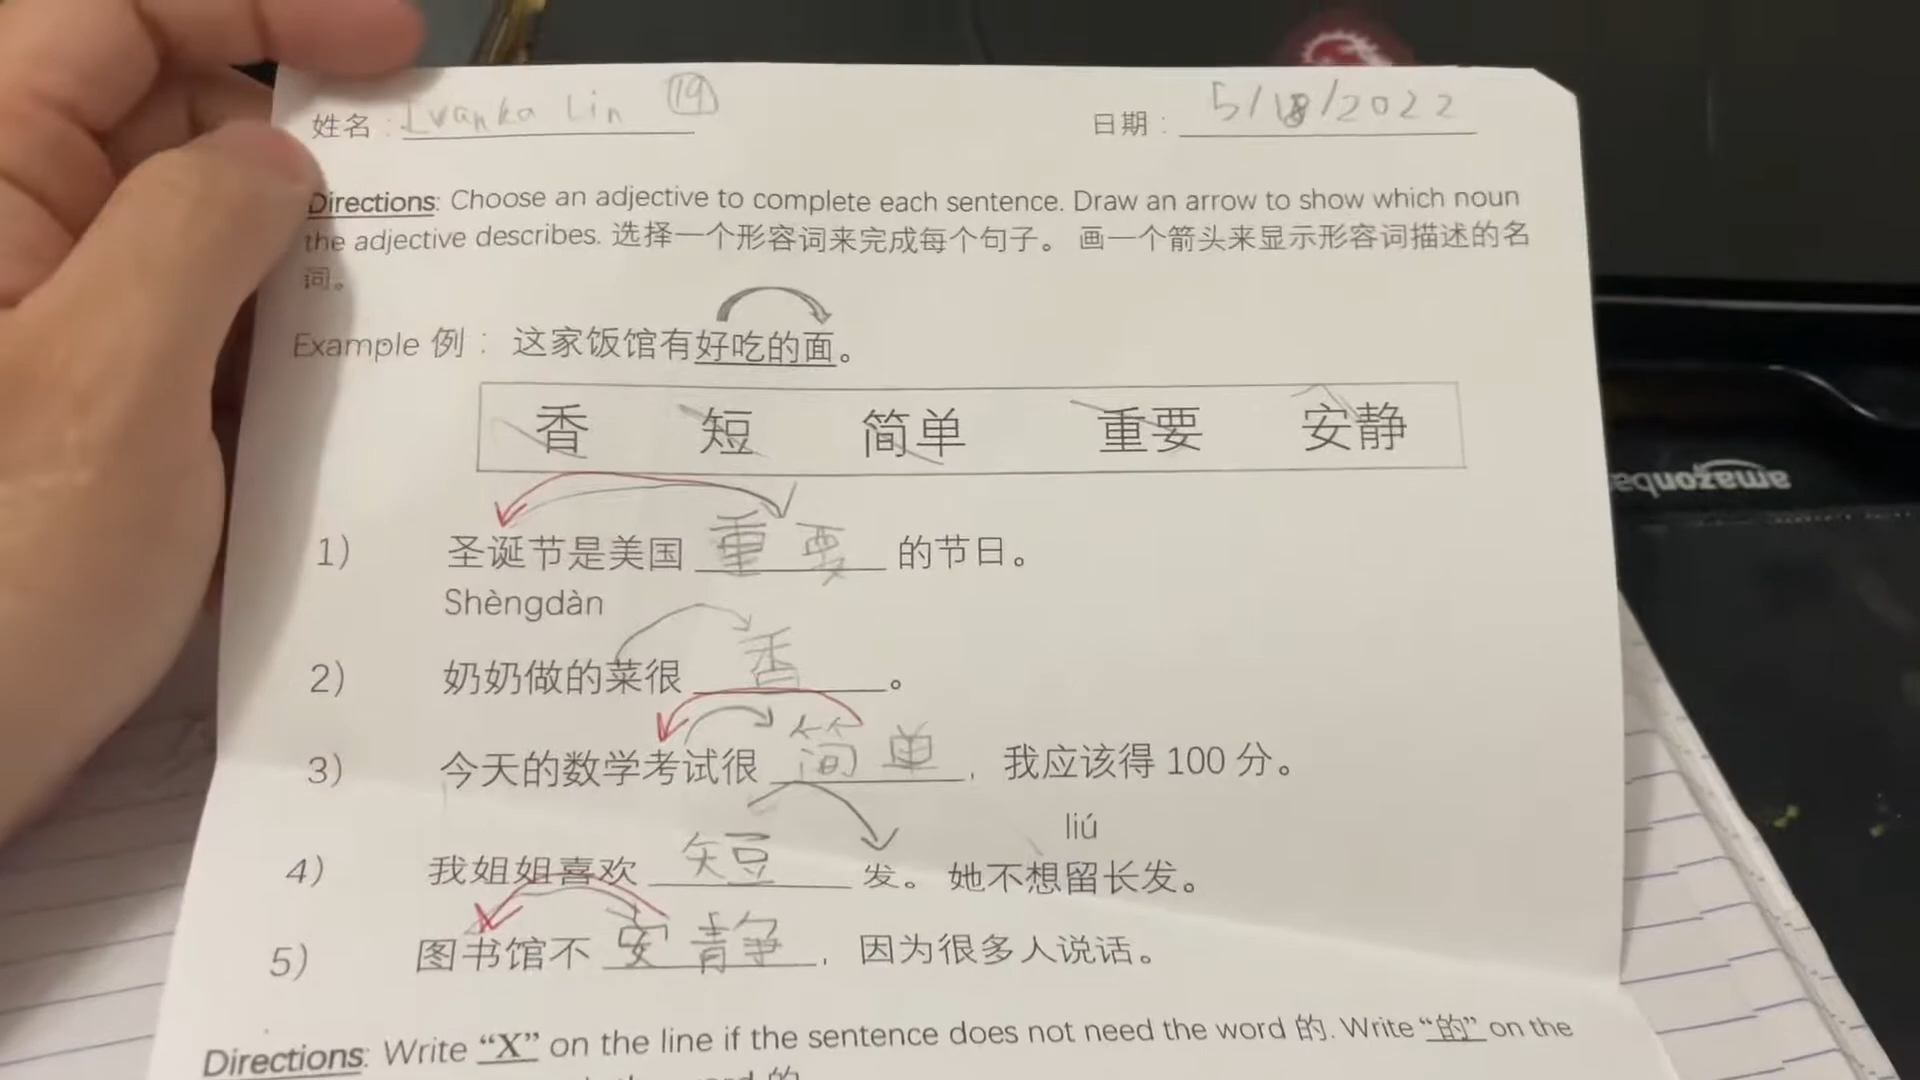 姓名: Ivanka Lin 19 日期: 5/18/2022
Directions: Choose an adjective to complete each sentence. Draw an arrow to show which noun
the adjective describes. 选择一个形容词来完成每个句子。 画一个箭头来显示形容词描述的名
词。
Example 例: 这家饭馆有好吃的面。
香 短 简单 重要 安静
1) 圣诞节是美国 重要 的节日。
Shèngdàn
2) 奶奶做的菜很 香 。
3) 今天的数学考试很 简单 , 我应该得 100 分。
liú
4) 我姐姐喜欢 短 发。 她不想留长发。
5) 图书馆不 安静 , 因为很多人说话。
Directions: Write “X” on the line if the sentence does not need the word 的. Write “的” on the
word 的
amazonba